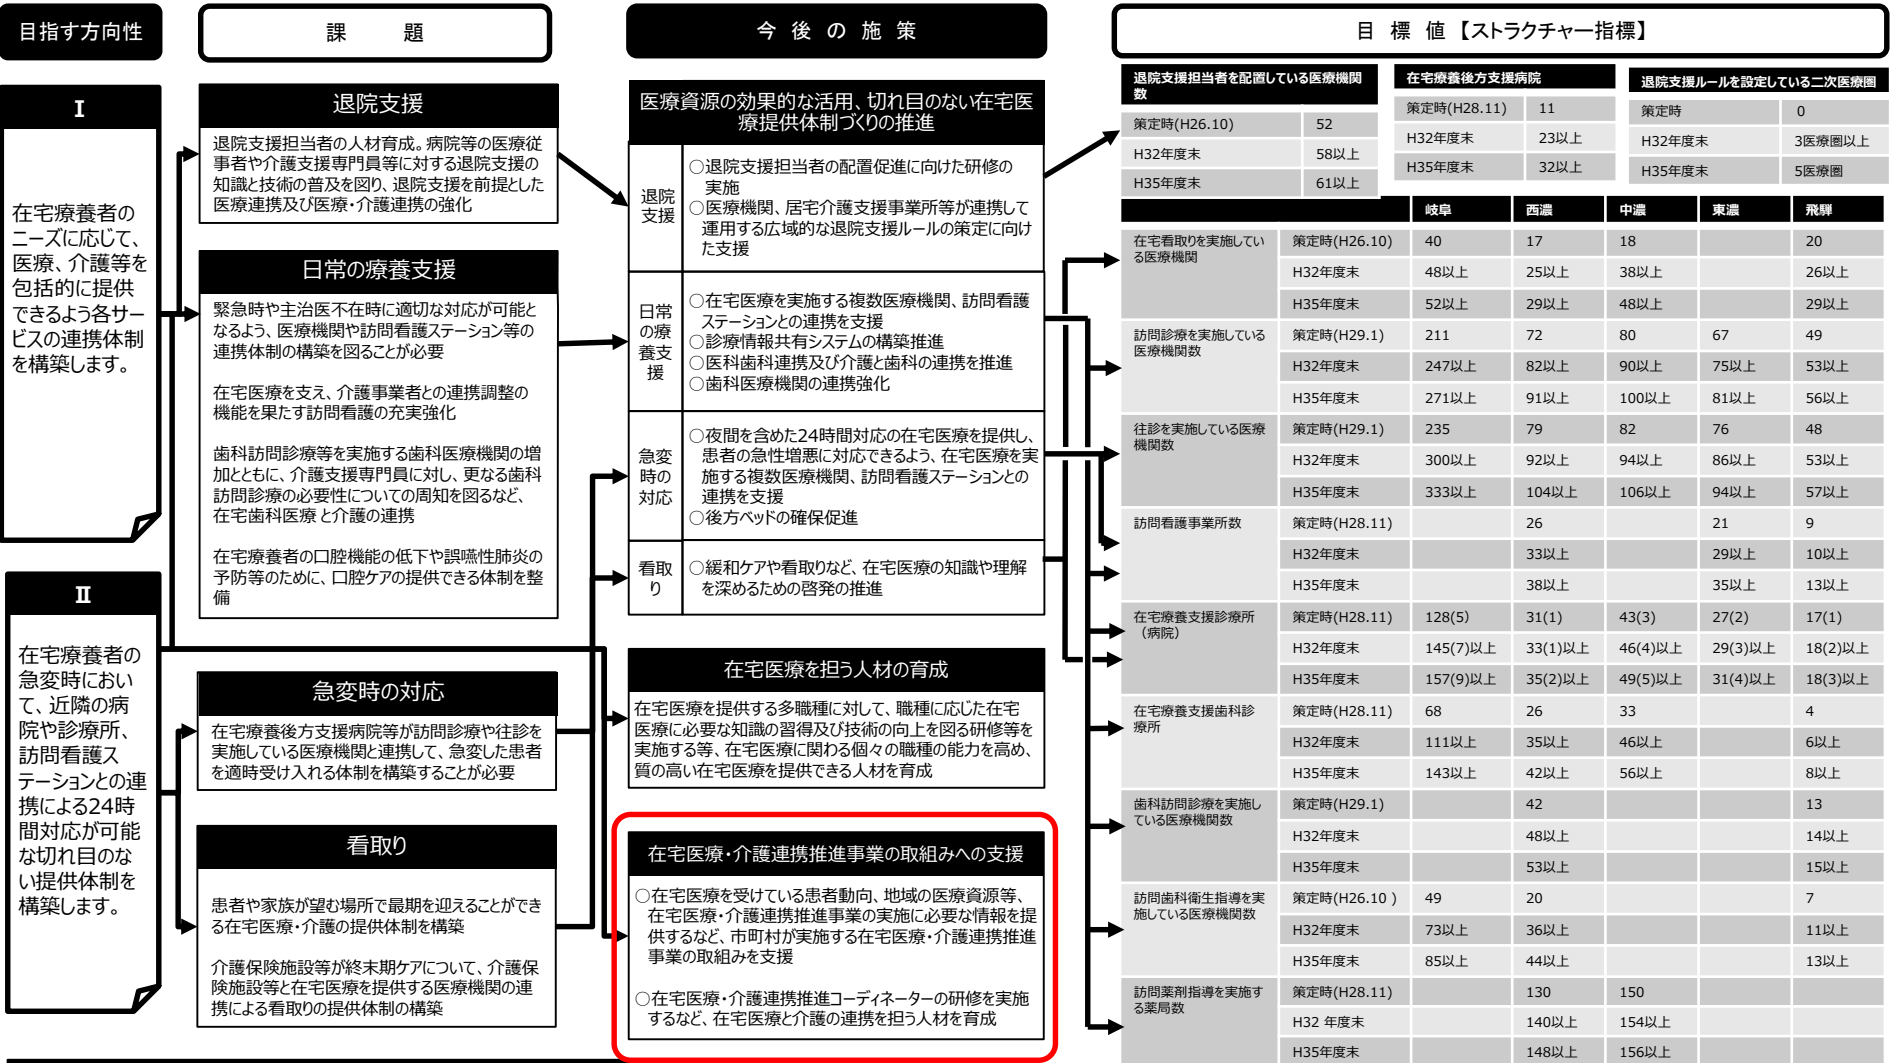 目指す方向性
課 題
今 後 の 施 策
目 標 値 【ストラクチャー指標】
Ⅰ
在宅療養者の
ニーズに応じて、
医療、介護等を
包括的に提供
できるよう各サー
ビスの連携体制
を構築します。
Ⅱ
在宅療養者の
急変時におい
て、近隣の病
院や診療所、
訪問看護ス
テーションとの連
携による24時
間対応が可能
な切れ目のな
い提供体制を
構築します。
退院支援
退院支援担当者の人材育成。病院等の医療従
事者や介護支援専門員等に対する退院支援の
知識と技術の普及を図り、退院支援を前提とした
医療連携及び医療・介護連携の強化
日常の療養支援
緊急時や主治医不在時に適切な対応が可能と
なるよう、医療機関や訪問看護ステーション等の
連携体制の構築を図ることが必要
在宅医療を支え、介護事業者との連携調整の
機能を果たす訪問看護の充実強化
歯科訪問診療等を実施する歯科医療機関の増
加とともに、介護支援専門員に対し、更なる歯科
訪問診療の必要性についての周知を図るなど、
在宅歯科医療 と介護の連携
在宅療養者の口腔機能の低下や誤嚥性肺炎の
予防等のために、口腔ケアの提供できる体制を整
備
急変時の対応
在宅療養後方支援病院等が訪問診療や往診を
実施している医療機関と連携して、急変した患者
を適時受け入れる体制を構築することが必要
看取り
患者や家族が望む場所で最期を迎えることができ
る在宅医療・介護の提供体制を構築
介護保険施設等が終末期ケアについて、介護保
険施設等と在宅医療を提供する医療機関の連
携による看取りの提供体制の構築
医療資源の効果的な活用、切れ目のない在宅医
療提供体制づくりの推進
退院
支援
○退院支援担当者の配置促進に向けた研修の
実施
○医療機関、居宅介護支援事業所等が連携して
運用する広域的な退院支援ルールの策定に向け
た支援
日常
の療
養支
援
○在宅医療を実施する複数医療機関、訪問看護
ステーションとの連携を支援
○診療情報共有システムの構築推進
○医科歯科連携及び介護と歯科の連携を推進
○歯科医療機関の連携強化
急変
時の
対応
○夜間を含めた24時間対応の在宅医療を提供し、
患者の急性増悪に対応できるよう、在宅医療を実
施する複数医療機関、訪問看護ステーションとの
連携を支援
○後方ベッドの確保促進
看取
り
○緩和ケアや看取りなど、在宅医療の知識や理解
を深めるための啓発の推進
在宅医療を担う人材の育成
在宅医療を提供する多職種に対して、職種に応じた在宅
医療に必要な知識の習得及び技術の向上を図る研修等を
実施する等、在宅医療に関わる個々の職種の能力を高め、
質の高い在宅医療を提供できる人材を育成
在宅医療・介護連携推進事業の取組みへの支援
○在宅医療を受けている患者動向、地域の医療資源等、
在宅医療・介護連携推進事業の実施に必要な情報を提
供するなど、市町村が実施する在宅医療・介護連携推進
事業の取組みを支援
○在宅医療・介護連携推進コーディネーターの研修を実施
するなど、在宅医療と介護の連携を担う人材を育成
退院支援担当者を配置している医療機関
数
策定時(H26.10) 52
H32年度末 58以上
H35年度末 61以上
在宅療養後方支援病院
策定時(H28.11) 11
H32年度末 23以上
H35年度末 32以上
退院支援ルールを設定している二次医療圏
策定時 0
H32年度末 3医療圏以上
H35年度末 5医療圏
岐阜 西濃 中濃 東濃 飛騨
在宅看取りを実施してい 策定時(H26.10) 40 17 18 20
る医療機関
H32年度末 48以上 25以上 38以上 26以上
H35年度末 52以上 29以上 48以上 29以上
訪問診療を実施している 策定時(H29.1) 211 72 80 67 49
医療機関数
H32年度末 247以上 82以上 90以上 75以上 53以上
H35年度末 271以上 91以上 100以上 81以上 56以上
往診を実施している医療 策定時(H29.1) 235 79 82 76 48
機関数
H32年度末 300以上 92以上 94以上 86以上 53以上
H35年度末 333以上 104以上 106以上 94以上 57以上
訪問看護事業所数 策定時(H28.11) 26 21 9
H32年度末 33以上 29以上 10以上
H35年度末 38以上 35以上 13以上
在宅療養支援診療所 策定時(H28.11) 128(5) 31(1) 43(3) 27(2) 17(1)
（病院）
H32年度末 145(7)以上 33(1)以上 46(4)以上 29(3)以上 18(2)以上
H35年度末 157(9)以上 35(2)以上 49(5)以上 31(4)以上 18(3)以上
在宅療養支援歯科診 策定時(H28.11) 68 26 33 4
療所
H32年度末 111以上 35以上 46以上 6以上
H35年度末 143以上 42以上 56以上 8以上
歯科訪問診療を実施し 策定時(H29.1) 42 13
ている医療機関数
H32年度末 48以上 14以上
H35年度末 53以上 15以上
訪問歯科衛生指導を実 策定時(H26.10 ) 49 20 7
施している医療機関数
H32年度末 73以上 36以上 11以上
H35年度末 85以上 44以上 13以上
訪問薬剤指導を実施す 策定時(H28.11) 130 150
る薬局数
H32 年度末 140以上 154以上
H35年度末 148以上 156以上